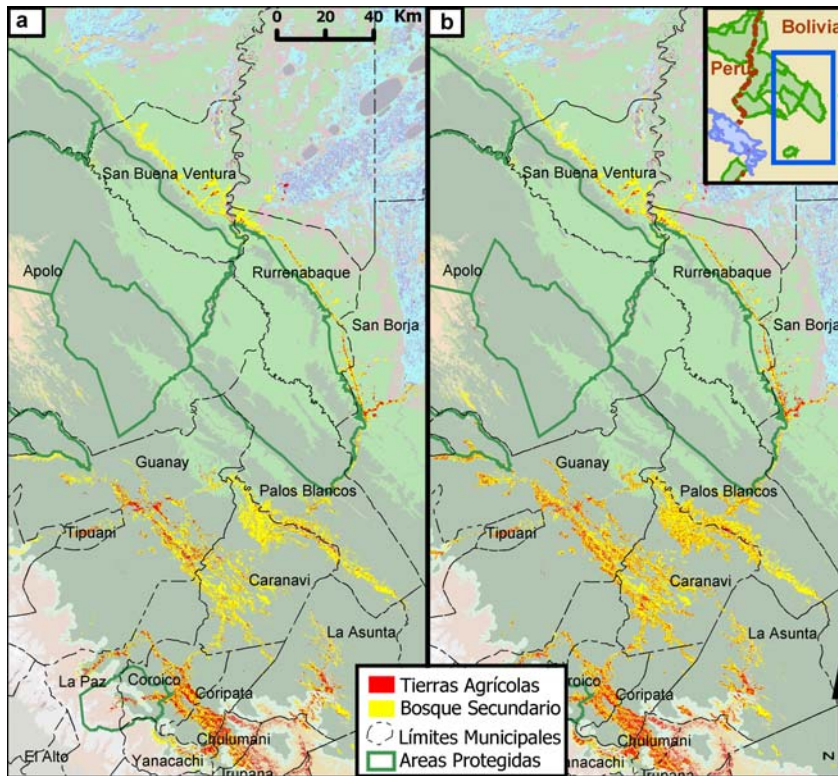 a
0 20 40 Km
San Buena Ventura
Apolo
Rurrenabaque
San Borja
Guanay
Palos Blancos
Tipuani
Caranavi
La Asunta
La Paz
Coroico
Coripata
Chulumani
El Alto
Yanacachi
b
Bolivia
Peru
San Buena Ventura
Apolo
Rurrenabaque
San Borja
Guanay
Palos Blancos
Tipuani
Caranavi
La Asunta
Coripata
Chulumani
Tierras Agrícolas
Bosque Secundario
Límites Municipales
Areas Protegidas